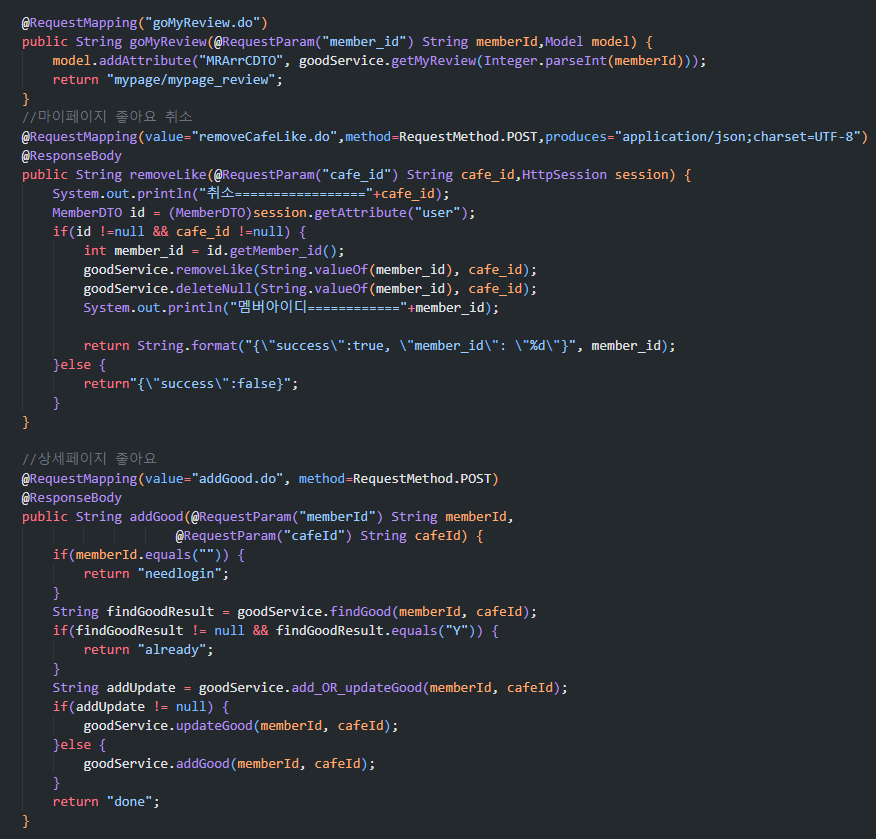 @RequestMapping("goMyReview.do")
public String goMyReview(@RequestParam("member_id") String memberId,Model model) {
model.addAttribute("MRArrCDTO", goodService.getMyReview(Integer.parseInt(memberId)));
return "mypage/mypage_review";
}
//마이페이지 좋아요 취소
@RequestMapping(value="removeCafeLike.do",method=RequestMethod.POST,produces="application/json;charset=UTF-8")
@ResponseBody
public String removeLike(@RequestParam("cafe_id") String cafe_id,HttpSession session) {
System.out.println("취소================="+cafe_id);
MemberDTO id = (MemberDTO)session.getAttribute("user");
if(id !=null && cafe_id !=null) {
int member_id = id.getMember_id();
goodService.removeLike(String.valueOf(member_id), cafe_id);
goodService.deleteNull(String.valueOf(member_id), cafe_id);
System.out.println("멤버아이디============"+member_id);
return String.format("{\"success\":true, \"member_id\": \"%d\"}", member_id);
}else {
return"{\"success\":false}";
}
}
//상세페이지 좋아요
@RequestMapping(value="addGood.do", method=RequestMethod.POST)
@ResponseBody
public String addGood(@RequestParam("memberId") String memberId,
@RequestParam("cafeId") String cafeId) {
if(memberId.equals("")) {
return "needlogin";
}
String findGoodResult = goodService.findGood(memberId, cafeId);
if(findGoodResult != null && findGoodResult.equals("Y")) {
return "already";
}
String addUpdate = goodService.add_OR_updateGood(memberId, cafeId);
if(addUpdate != null) {
goodService.updateGood(memberId, cafeId);
}else {
goodService.addGood(memberId, cafeId);
}
return "done";
}